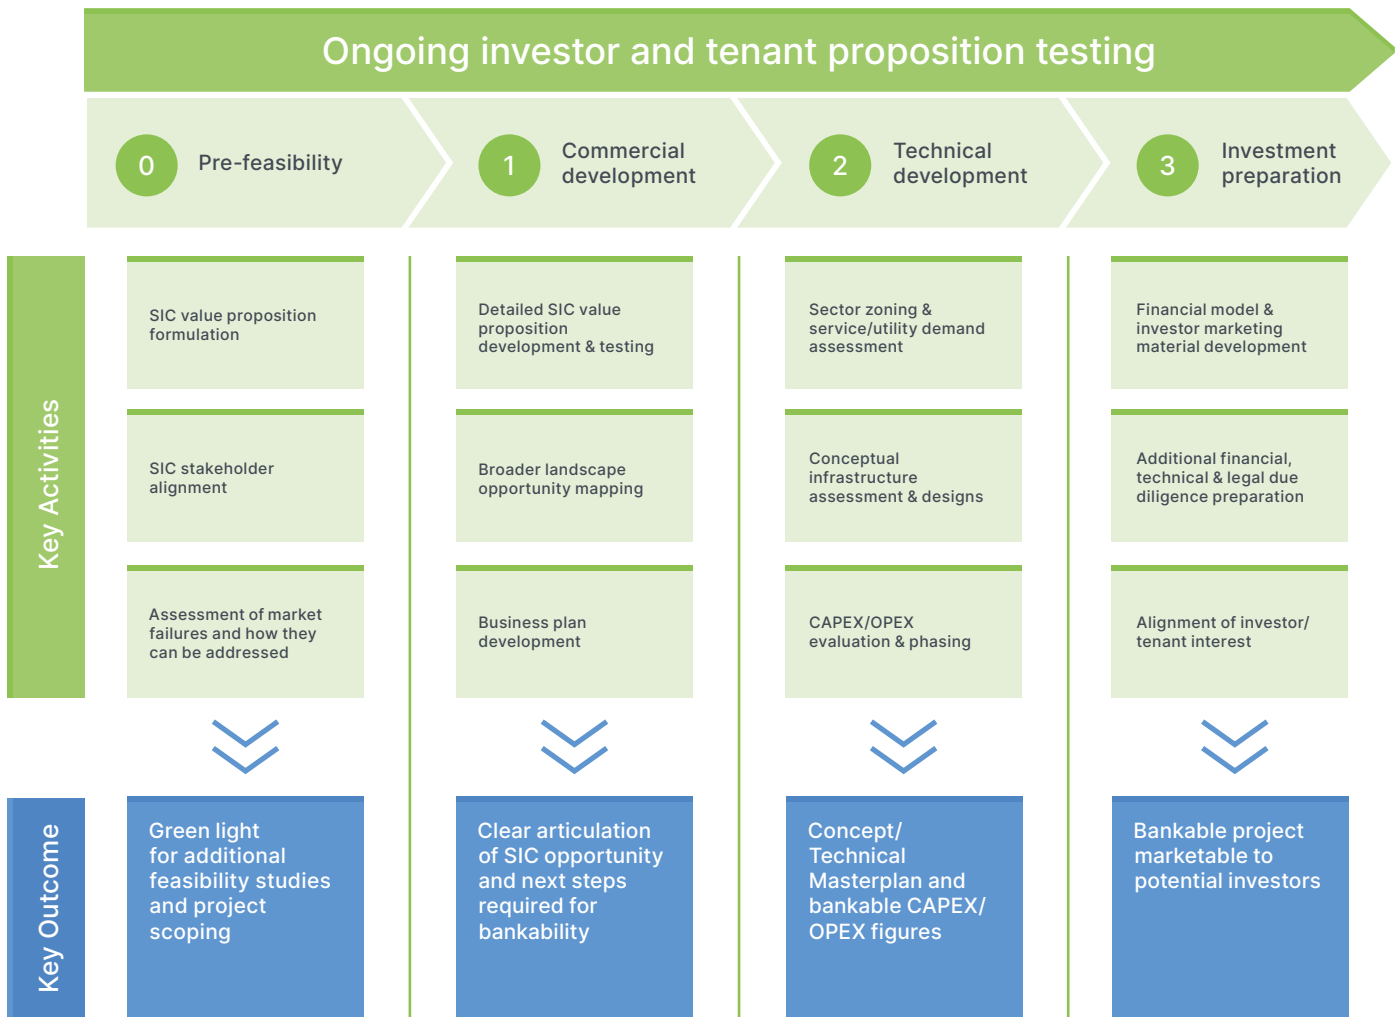 Ongoing investor and tenant proposition testing
0
Pre-feasibility
1
Commercial
development
2
Technical
development
3
Investment
preparation
Key Activities
SIC value proposition
formulation
Detailed SIC value
proposition
development & testing
Sector zoning &
service/utility demand
assessment
Financial model &
investor marketing
material development
SIC stakeholder
alignment
Broader landscape
opportunity mapping
Conceptual
infrastructure
assessment & designs
Additional financial,
technical & legal due
diligence preparation
Assessment of market
failures and how they
can be addressed
Business plan
development
CAPEX/OPEX
evaluation & phasing
Alignment of investor/
tenant interest
Key Outcome
Green light
for additional
feasibility studies
and project
scoping
Clear articulation
of SIC opportunity
and next steps
required for
bankability
Concept/
Technical
Masterplan and
bankable CAPEX/
OPEX figures
Bankable project
marketable to
potential investors